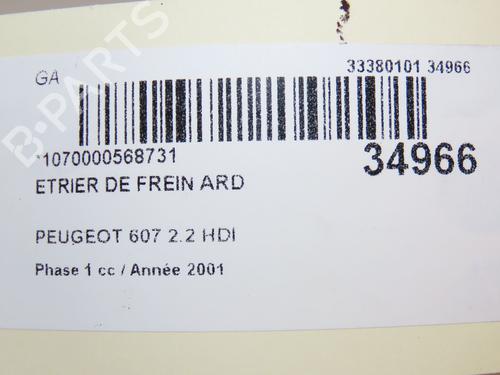 GA 33380101 34966
*1070000568731 34966
ETRIER DE FREIN ARD
PEUGEOT 607 2.2 HDI
Phase 1 cc / Année 2001
B-PARTS